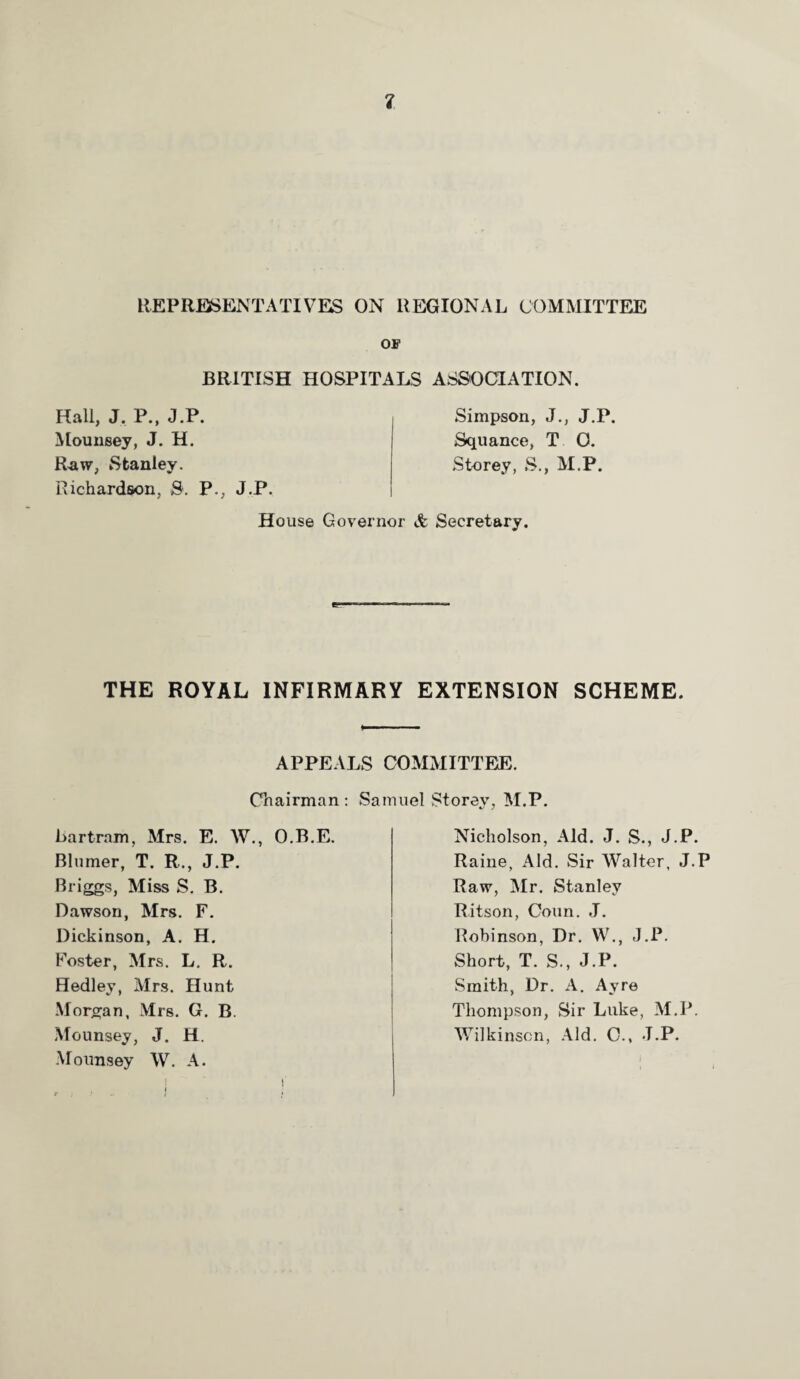 7
REPRESENTATIVES ON REGIONAL COMMITTEE
OF
BRITISH HOSPITALS ASSOCIATION.
Hall, J. P., J.P.
Mounsey, J. H.
Raw, Stanley.
Richardson, S. P., J.P.
Simpson, J., J.P.
Squance, T C.
Storey, S., M.P.
House Governor & Secretary.
THE ROYAL INFIRMARY EXTENSION SCHEME.
APPEALS COMMITTEE.
Chairman: Samuel Storey, M.P.
Bartram, Mrs. E. W., O.B.E.
Blumer, T. R., J.P.
Briggs, Miss S. B.
Dawson, Mrs. F.
Dickinson, A. H.
Foster, Mrs. L. R.
Hedley, Mrs. Hunt
Morgan, Mrs. G. B.
Mounsey, J. H.
Mounsey W. A.
Nicholson, Ald. J. S., J.P.
Raine, Ald. Sir Walter, J.P
Raw, Mr. Stanley
Ritson, Coun. J.
Robinson, Dr. W., J.P.
Short, T. S., J.P.
Smith, Dr. A. Ayre
Thompson, Sir Luke, M.P.
Wilkinson, Ald. C., J.P.